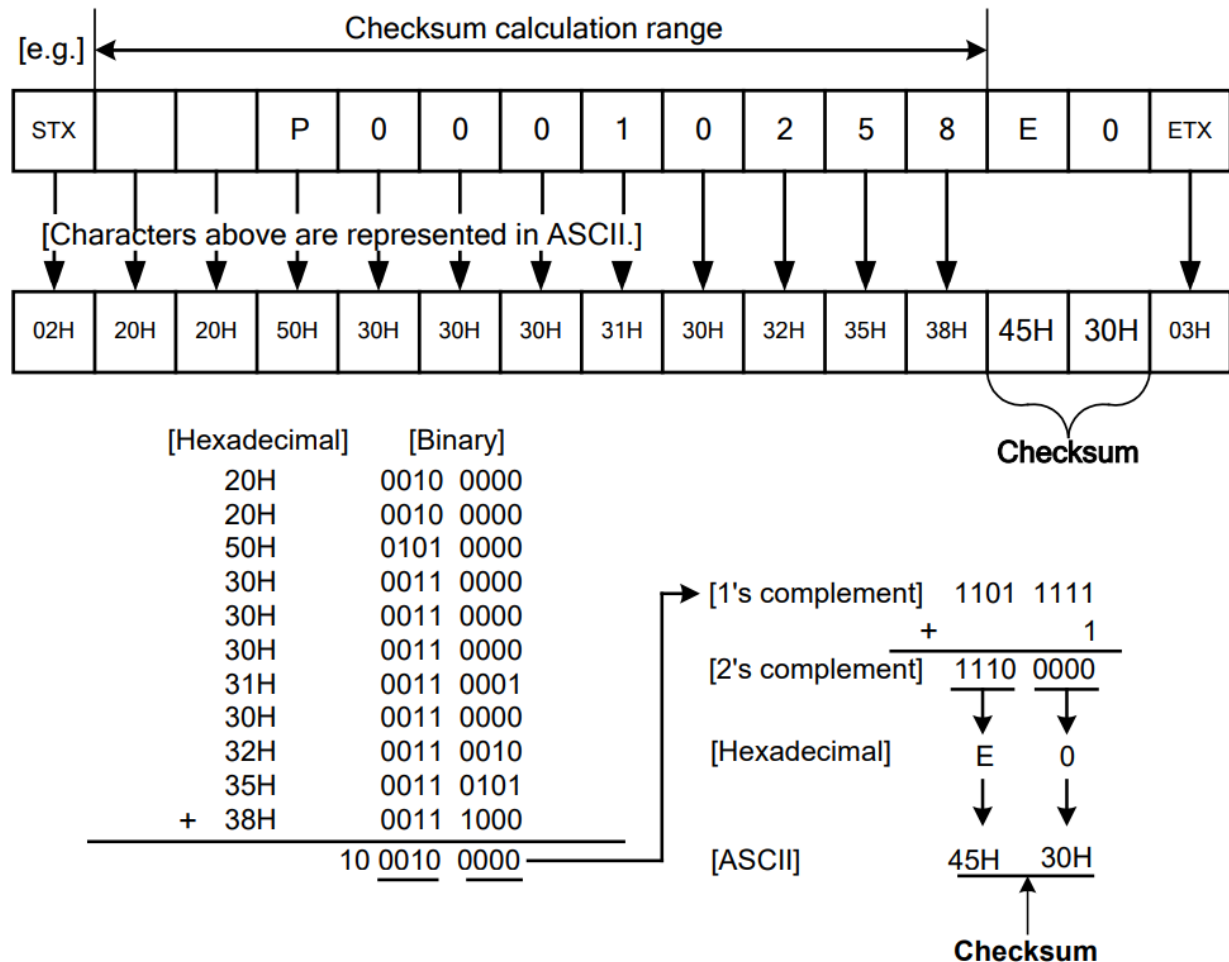 Checksum calculation range
[e.g.]
STX P 0 0 0 1 0 2 5 8 E 0 ETX
[Characters above are represented in ASCII.]
02H 20H 20H 50H 30H 30H 30H 31H 30H 32H 35H 38H 45H 30H 03H
Checksum
[Hexadecimal] [Binary]
20H 0010 0000
20H 0010 0000
50H 0101 0000
30H 0011 0000
30H 0011 0000
30H 0011 0000
31H 0011 0001
30H 0011 0000
32H 0011 0010
35H 0011 0101
+ 38H 0011 1000
10 0010 0000
[1's complement] 1101 1111
+ 1
[2's complement] 1110 0000
[Hexadecimal] E 0
[ASCII] 45H 30H
Checksum